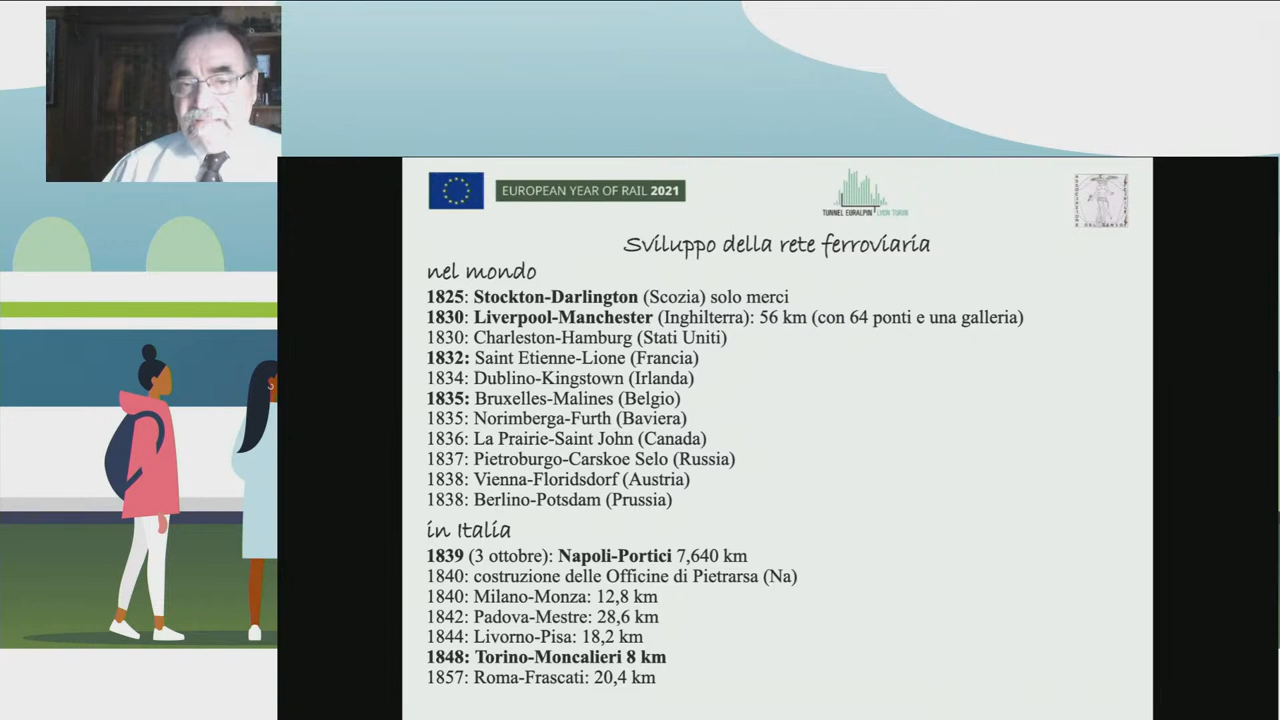 EUROPEAN YEAR OF RAIL 2021
TUNNEL EURALPIN LYON TURIN
Sviluppo della rete ferroviaria
nel mondo
1825: Stockton-Darlington (Scozia) solo merci
1830: Liverpool-Manchester (Inghilterra): 56 km (con 64 ponti e una galleria)
1830: Charleston-Hamburg (Stati Uniti)
1832: Saint Etienne-Lione (Francia)
1834: Dublino-Kingstown (Irlanda)
1835: Bruxelles-Malines (Belgio)
1835: Norimberga-Furth (Baviera)
1836: La Prairie-Saint John (Canada)
1837: Pietroburgo-Carskoe Selo (Russia)
1838: Vienna-Floridsdorf (Austria)
1838: Berlino-Potsdam (Prussia)
in Italia
1839 (3 ottobre): Napoli-Portici 7,640 km
1840: costruzione delle Officine di Pietrarsa (Na)
1840: Milano-Monza: 12,8 km
1842: Padova-Mestre: 28,6 km
1844: Livorno-Pisa: 18,2 km
1848: Torino-Moncalieri 8 km
1857: Roma-Frascati: 20,4 km